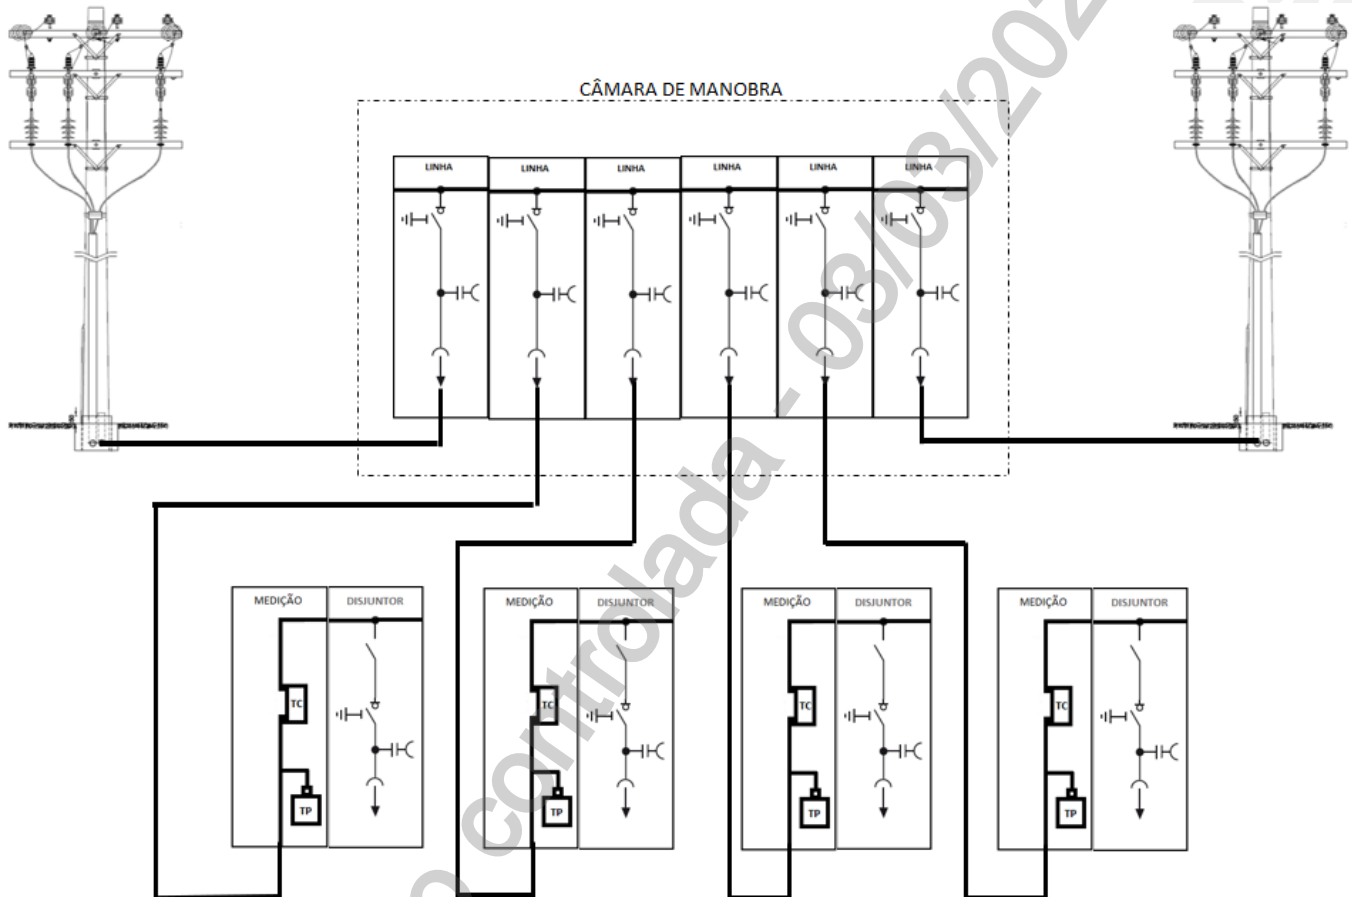 CÂMARA DE MANOBRA
LINHA LINHA LINHA LINHA LINHA LINHA
MEDIÇÃO DISJUNTOR MEDIÇÃO DISJUNTOR MEDIÇÃO DISJUNTOR MEDIÇÃO DISJUNTOR
TC TC TC TC
TP TP TP TP
controlada - 03/03/202